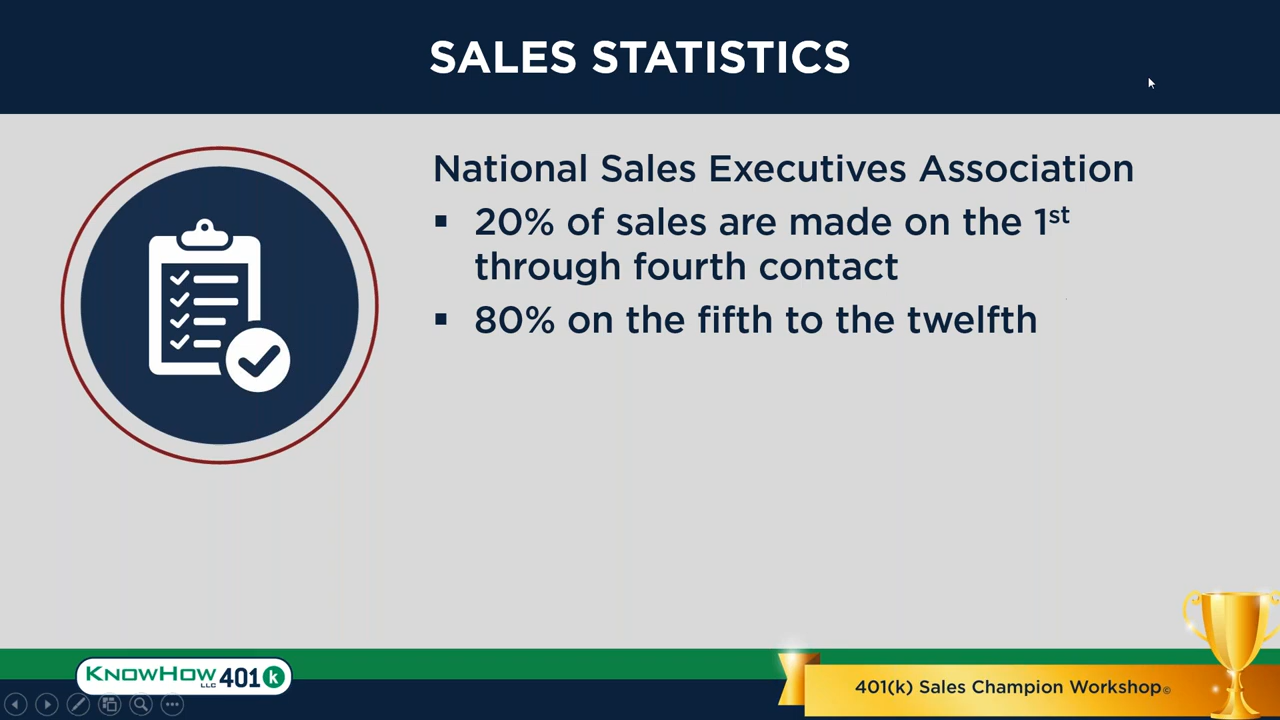 SALES STATISTICS
National Sales Executives Association
▪ 20% of sales are made on the 1st
through fourth contact
▪ 80% on the fifth to the twelfth
KNOWHOW LLC 401 k
401(k) Sales Champion Workshop©